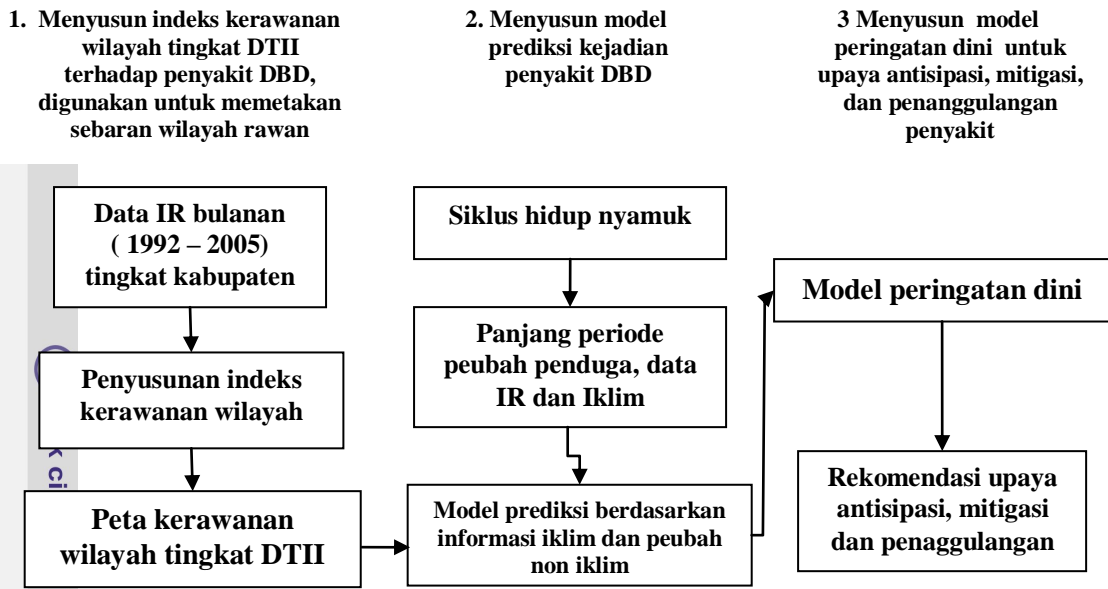 1. Menyusun indeks kerawanan
wilayah tingkat DTII
terhadap penyakit DBD,
digunakan untuk memetakan
sebaran wilayah rawan
2. Menyusun model
prediksi kejadian
penyakit DBD
3 Menyusun model
peringatan dini untuk
upaya antisipasi, mitigasi,
dan penanggulangan
penyakit
Data IR bulanan
( 1992 – 2005)
tingkat kabupaten
Penyusunan indeks
kerawanan wilayah
Peta kerawanan
wilayah tingkat DTII
Siklus hidup nyamuk
Panjang periode
peubah penduga, data
IR dan Iklim
Model prediksi berdasarkan
informasi iklim dan peubah
non iklim
Model peringatan dini
Rekomendasi upaya
antisipasi, mitigasi
dan penaggulangan